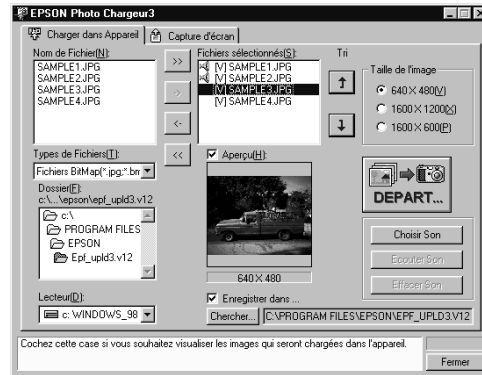 EPSON Photo Chargeur3
Charger dans Appareil
Capture d'écran
Nom de Fichier(N):
SAMPLE1.JPG
SAMPLE2.JPG
SAMPLE3.JPG
SAMPLE4.JPG
>>
->
<-
<<
Fichiers sélectionnés(S):
[V] SAMPLE1.JPG
[V] SAMPLE2.JPG
[V] SAMPLE3.JPG
[V] SAMPLE4.JPG
Tri
Taille de l'image
640 X 480(V)
1600 X 1200(X)
1600 X 600(P)
Types de Fichiers(T):
Fichiers BitMap(*.jpg;*.bm
Dossier(F):
c:\...\epson\epf_upld3.v12
c:\
PROGRAM FILES
EPSON
Epf_upld3.v12
Lecteur(D):
c: WINDOWS_98
Aperçu(H):
640 X 480
Enregistrer dans ...
Chercher...
C:\PROGRAM FILES\EPSON\EPF_UPLD3.V12
DEPART...
Choisir Son
Ecouter Son
Effacer Son
Cochez cette case si vous souhaitez visualiser les images qui seront chargées dans l'appareil.
Fermer